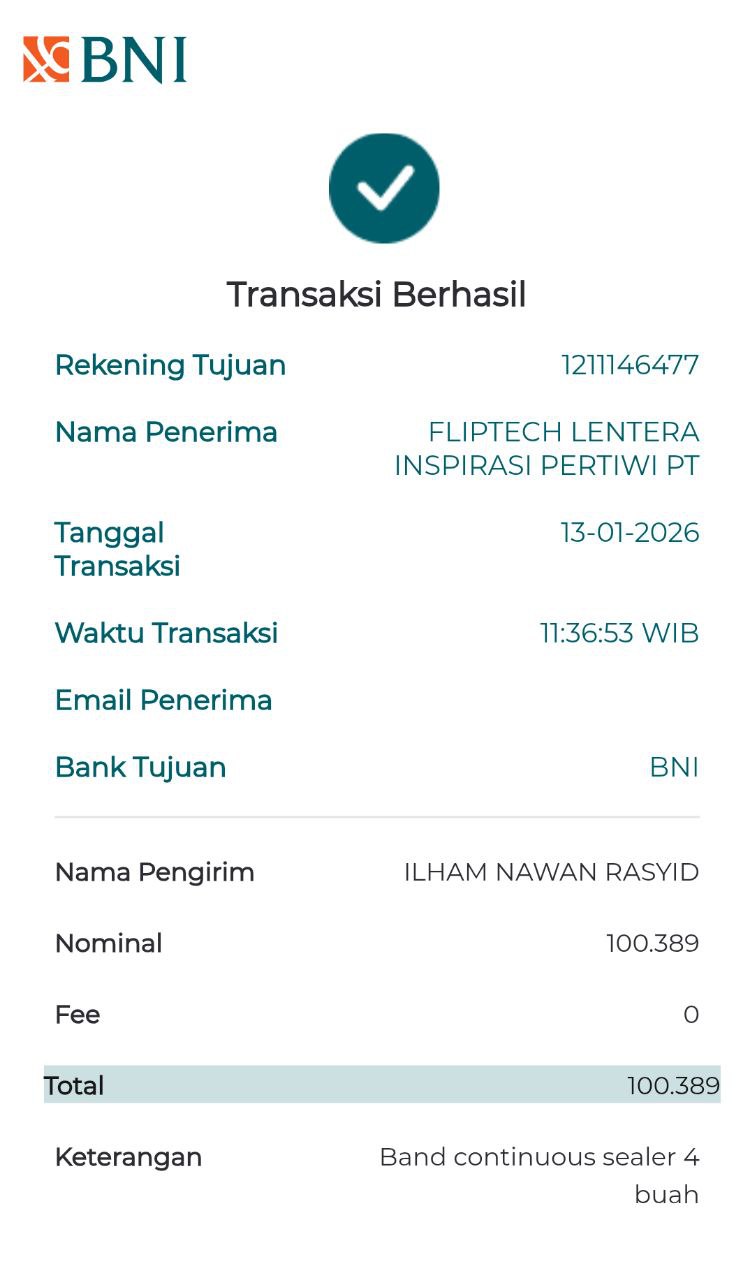 BNI
Transaksi Berhasil
Rekening Tujuan 1211146477
Nama Penerima FLIPTECH LENTERA
INSPIRASI PERTIWI PT
Tanggal 13-01-2026
Transaksi
Waktu Transaksi 11:36:53 WIB
Email Penerima
Bank Tujuan BNI
Nama Pengirim ILHAM NAWAN RASYID
Nominal 100.389
Fee 0
Total 100.389
Keterangan Band continuous sealer 4
buah